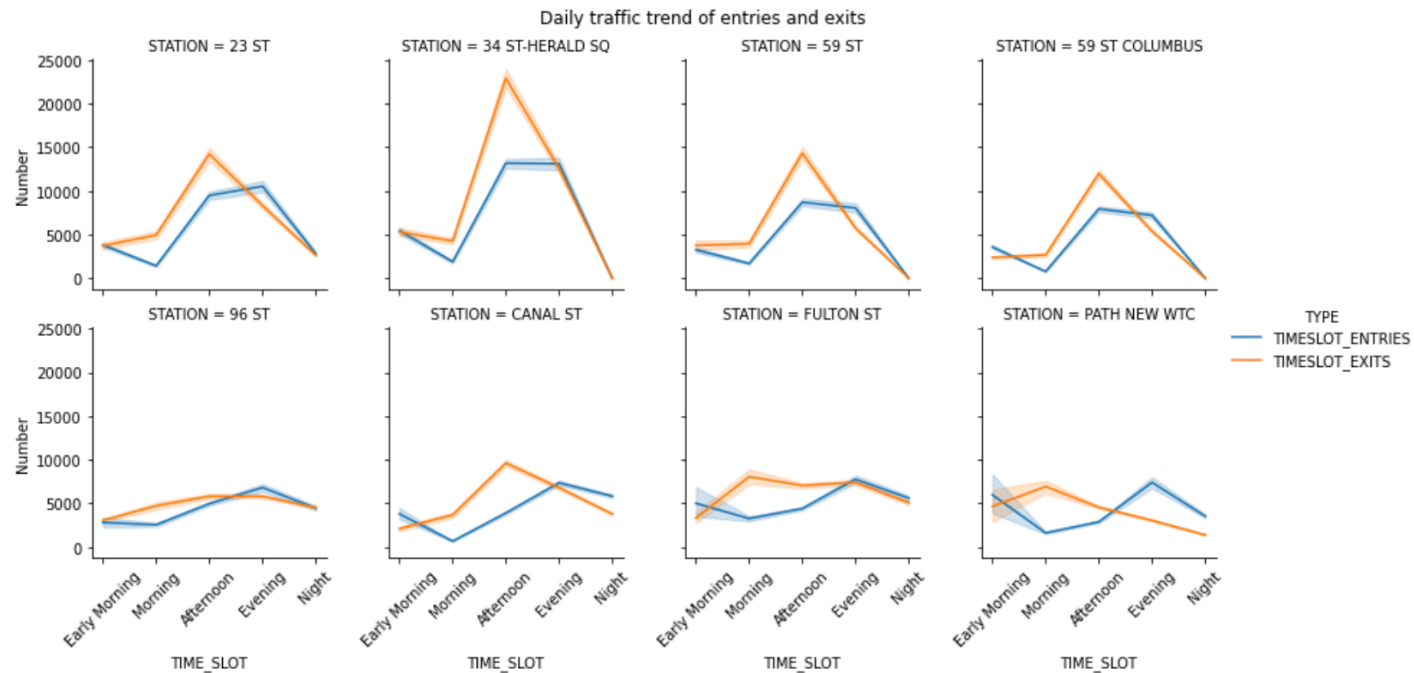 Daily traffic trend of entries and exits
STATION = 23 ST
STATION = 34 ST-HERALD SQ
STATION = 59 ST
STATION = 59 ST COLUMBUS
25000
20000
15000
10000
5000
0
Number
STATION = 96 ST
STATION = CANAL ST
STATION = FULTON ST
STATION = PATH NEW WTC
25000
20000
15000
10000
5000
0
Number
TYPE
TIMESLOT_ENTRIES
TIMESLOT_EXITS
Early Morning
Morning
Afternoon
Evening
Night
Early Morning
Morning
Afternoon
Evening
Night
Early Morning
Morning
Afternoon
Evening
Night
Early Morning
Morning
Afternoon
Evening
Night
TIME_SLOT
TIME_SLOT
TIME_SLOT
TIME_SLOT